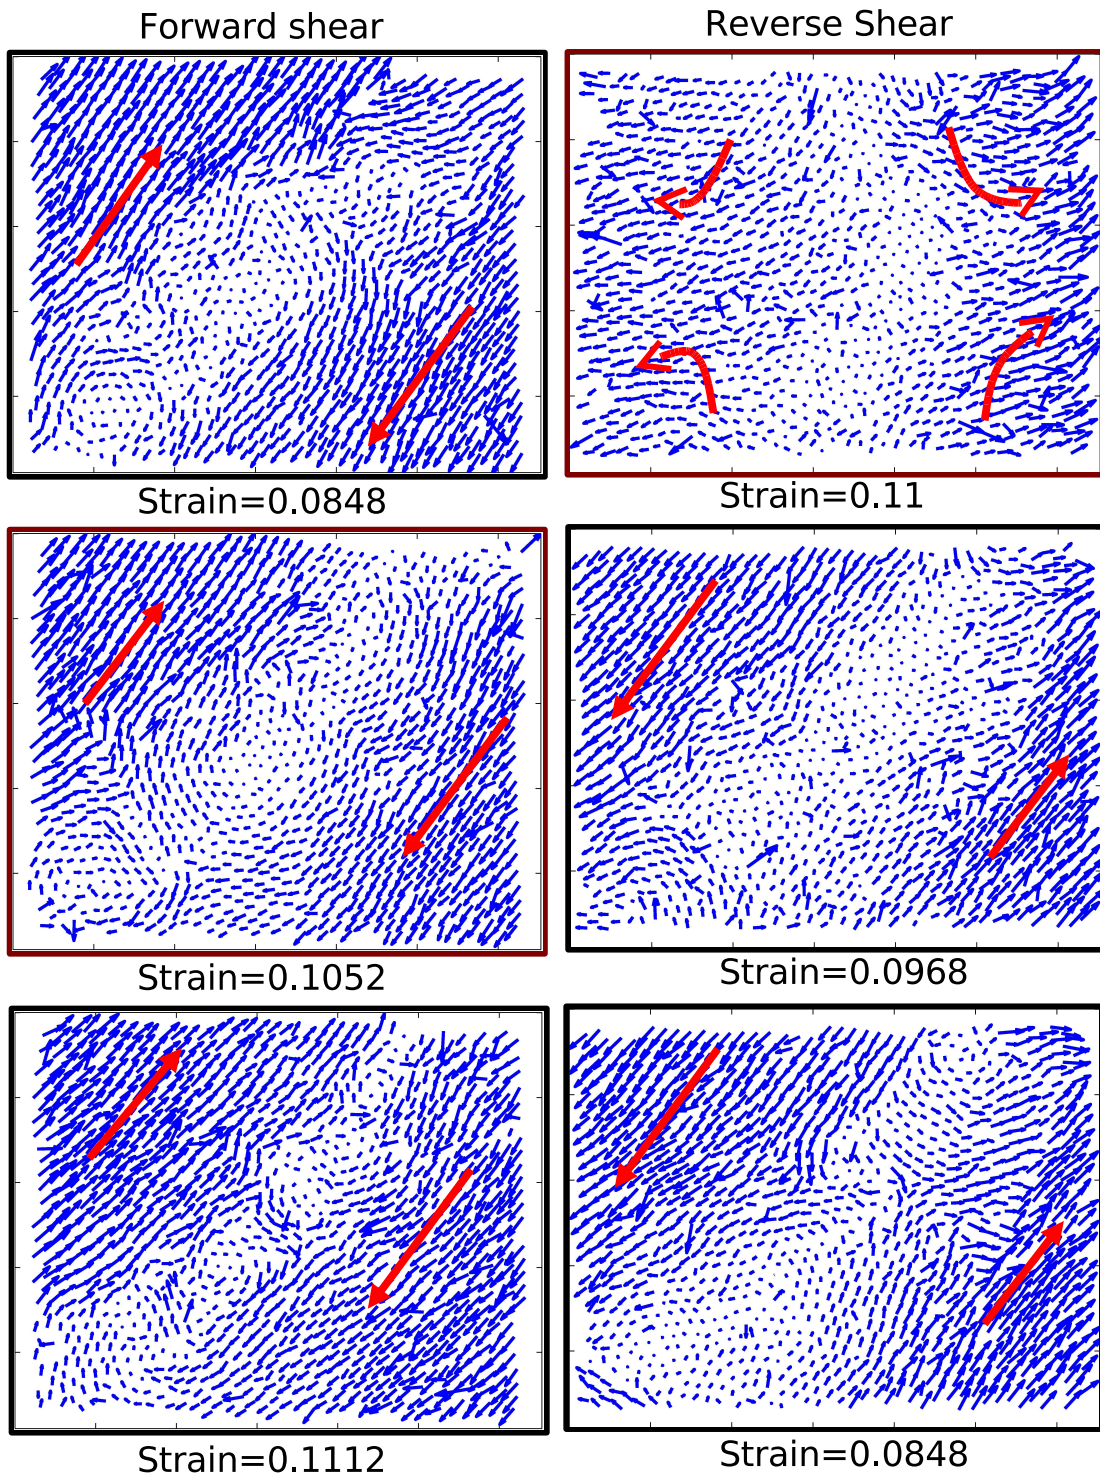 Forward shear
Reverse Shear
Strain=0.0848
Strain=0.11
Strain=0.1052
Strain=0.0968
Strain=0.1112
Strain=0.0848